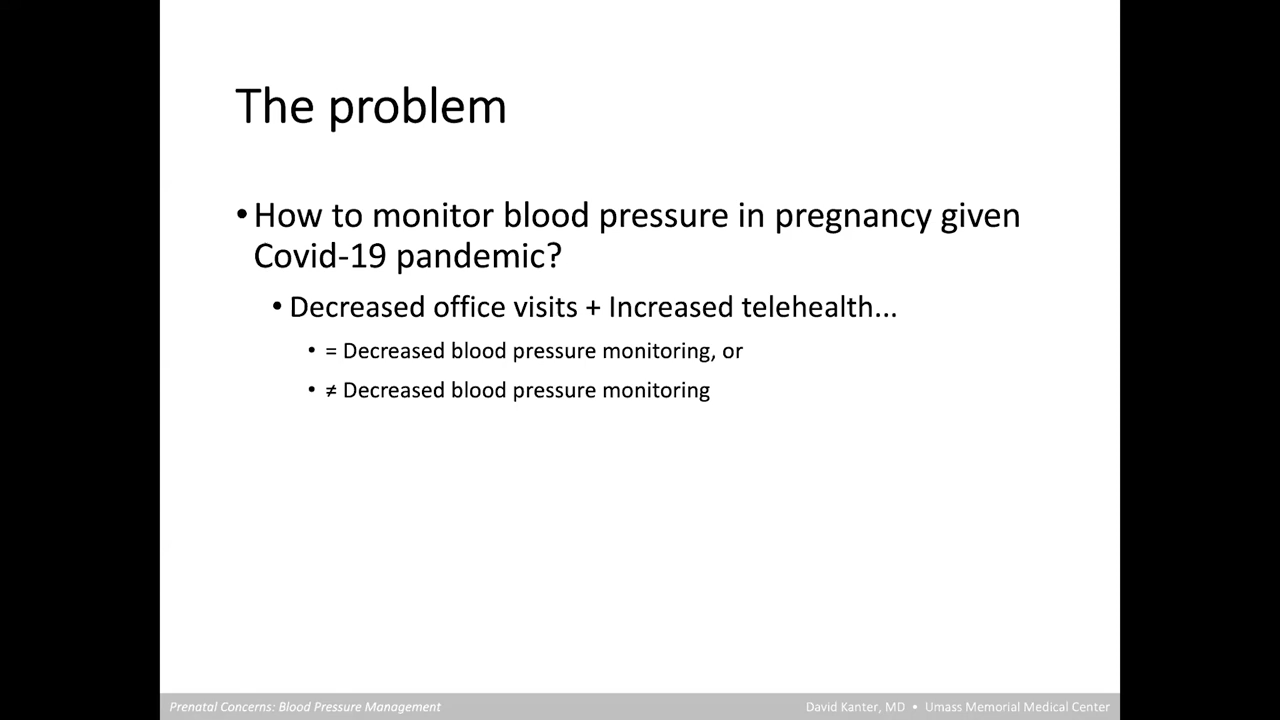 The problem
• How to monitor blood pressure in pregnancy given
Covid-19 pandemic?
• Decreased office visits + Increased telehealth...
• = Decreased blood pressure monitoring, or
• ≠ Decreased blood pressure monitoring
Prenatal Concerns: Blood Pressure Management
David Kanter, MD • Umass Memorial Medical Center